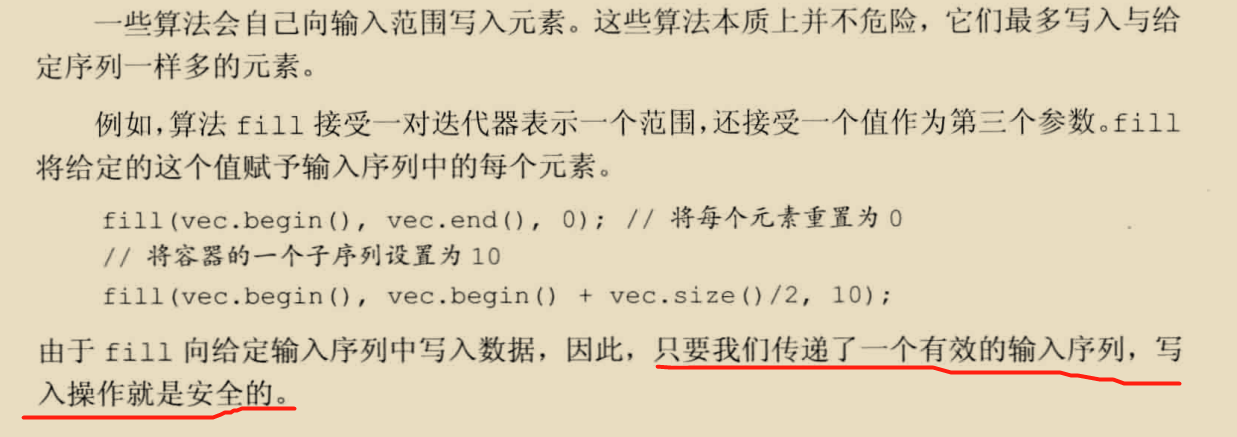 一些算法会自己向输入范围写入元素。这些算法本质上并不危险，它们最多写入与给
定序列一样多的元素。
例如,算法 fill 接受一对迭代器表示一个范围,还接受一个值作为第三个参数。fill
将给定的这个值赋予输入序列中的每个元素。
fill(vec.begin(), vec.end(), 0); // 将每个元素重置为 0
// 将容器的一个子序列设置为 10
fill(vec.begin(), vec.begin() + vec.size()/2, 10);
由于 fill 向给定输入序列中写入数据，因此，只要我们传递了一个有效的输入序列，写
入操作就是安全的。